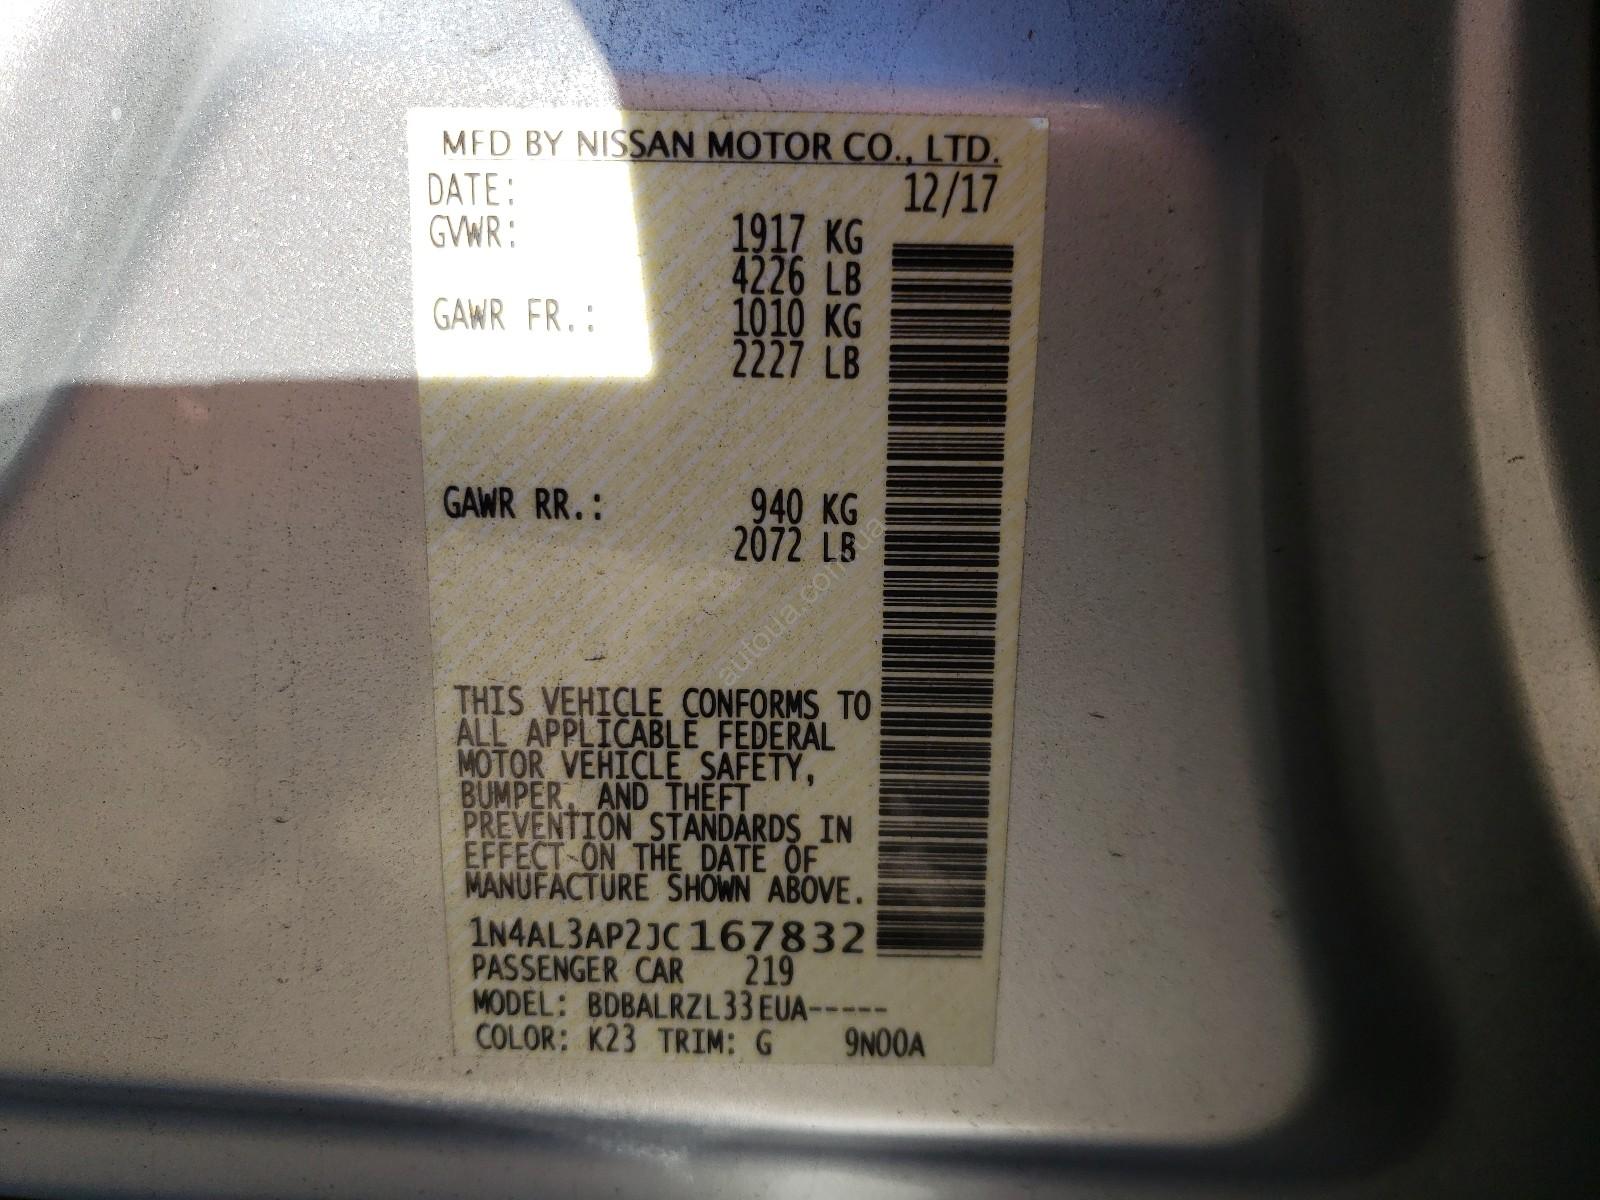 MFD BY NISSAN MOTOR CO., LTD.
DATE: 12/17
GVWR: 1917 KG
4226 LB
GAWR FR.: 1010 KG
2227 LB
GAWR RR.: 940 KG
2072 LB
autoua.com.ua
THIS VEHICLE CONFORMS TO
ALL APPLICABLE FEDERAL
MOTOR VEHICLE SAFETY,
BUMPER, AND THEFT
PREVENTION STANDARDS IN
EFFECT ON THE DATE OF
MANUFACTURE SHOWN ABOVE.
1N4AL3AP2JC167832
PASSENGER CAR 219
MODEL: BDBALRZL33EUA-----
COLOR: K23 TRIM: G 9N00A